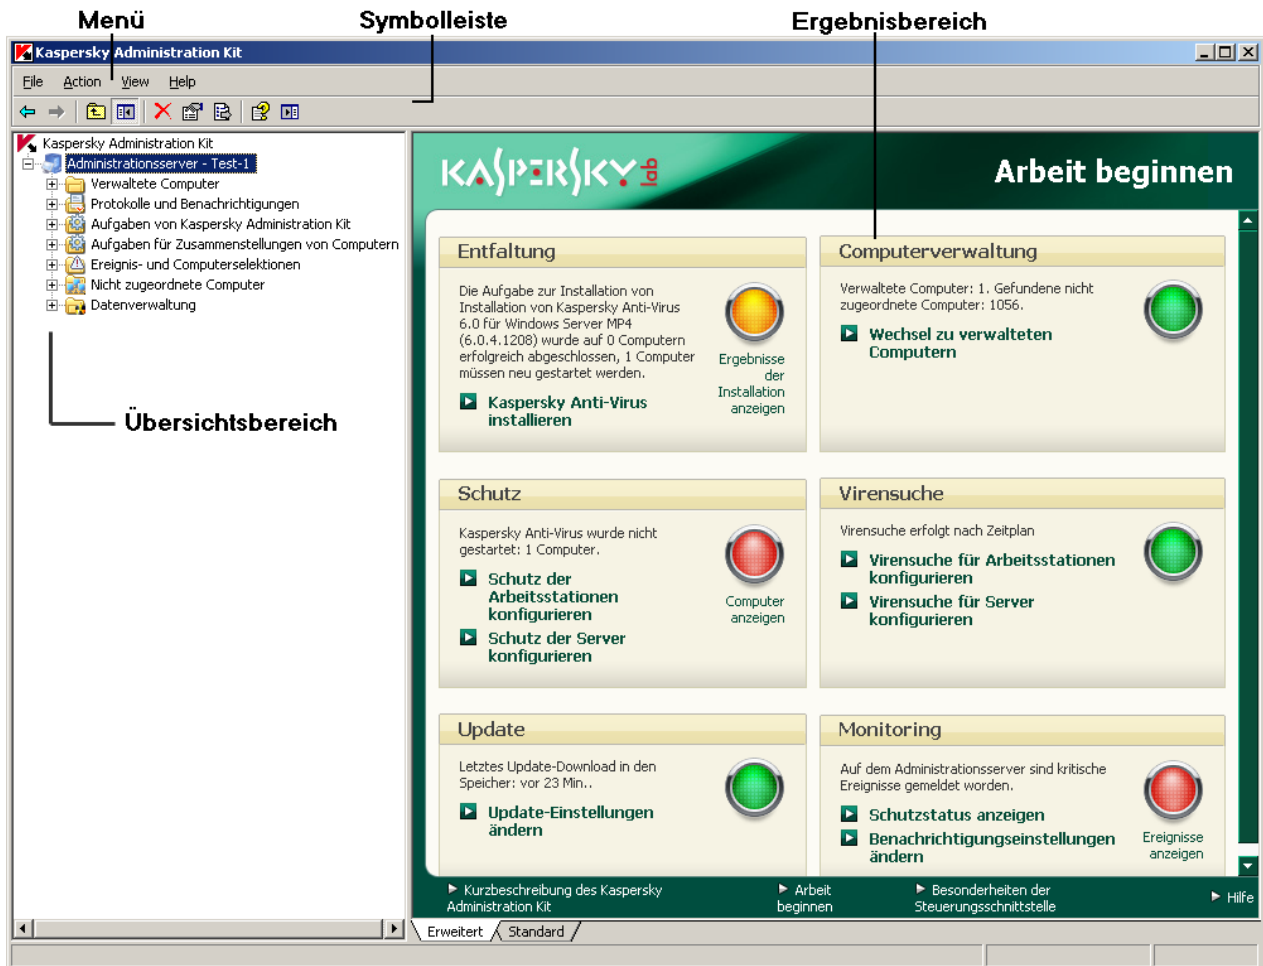 Menü
Symbolleiste
Ergebnisbereich
Kaspersky Administration Kit
File Action View Help
Kaspersky Administration Kit
Administrationsserver - Test-1
Verwaltete Computer
Protokolle und Benachrichtigungen
Aufgaben von Kaspersky Administration Kit
Aufgaben für Zusammenstellungen von Computern
Ereignis- und Computerselektionen
Nicht zugeordnete Computer
Datenverwaltung
Übersichtsbereich
KASPERSKY lab
Arbeit beginnen
Entfaltung
Die Aufgabe zur Installation von
Installation von Kaspersky Anti-Virus
6.0 für Windows Server MP4
(6.0.4.1208) wurde auf 0 Computern
erfolgreich abgeschlossen, 1 Computer
müssen neu gestartet werden.
Kaspersky Anti-Virus
installieren
Ergebnisse
der
Installation
anzeigen
Computerverwaltung
Verwaltete Computer: 1. Gefundene nicht
zugeordnete Computer: 1056.
Wechsel zu verwalteten
Computern
Schutz
Kaspersky Anti-Virus wurde nicht
gestartet: 1 Computer.
Schutz der
Arbeitsstationen
konfigurieren
Schutz der Server
konfigurieren
Computer
anzeigen
Virensuche
Virensuche erfolgt nach Zeitplan
Virensuche für Arbeitsstationen
konfigurieren
Virensuche für Server
konfigurieren
Update
Letztes Update-Download in den
Speicher: vor 23 Min..
Update-Einstellungen
ändern
Monitoring
Auf dem Administrationsserver sind kritische
Ereignisse gemeldet worden.
Schutzstatus anzeigen
Benachrichtigungseinstellungen
ändern
Ereignisse
anzeigen
Kurzbeschreibung des Kaspersky
Administration Kit
Arbeit
beginnen
Besonderheiten der
Steuerungsschnittstelle
Hilfe
Erweitert Standard